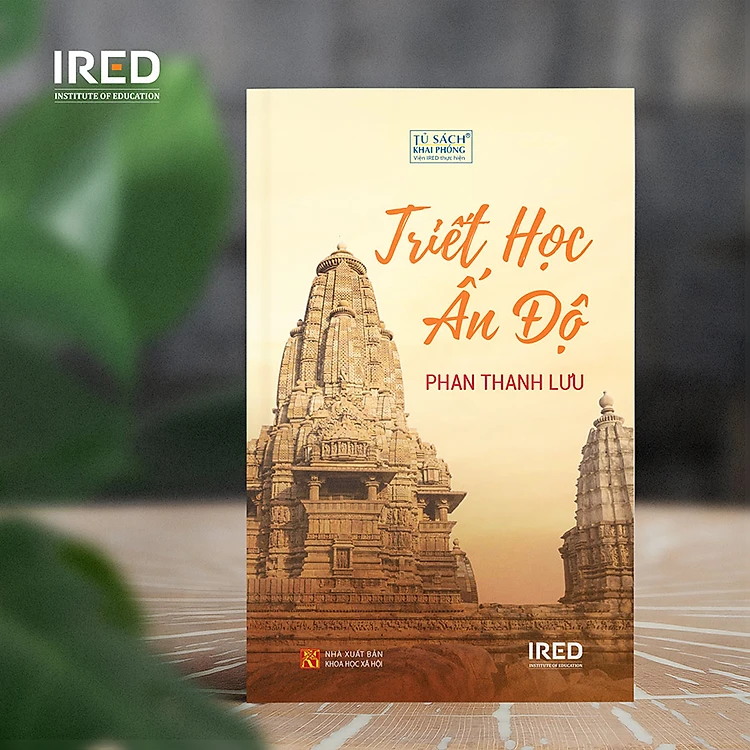 IRED
INSTITUTE OF EDUCATION
TỦ SÁCH®
KHAI PHÓNG
Viện IRED thực hiện
Triết Học
Ấn Độ
PHAN THANH LƯU
NHÀ XUẤT BẢN
KHOA HỌC XÃ HỘI
IRED
INSTITUTE OF EDUCATION